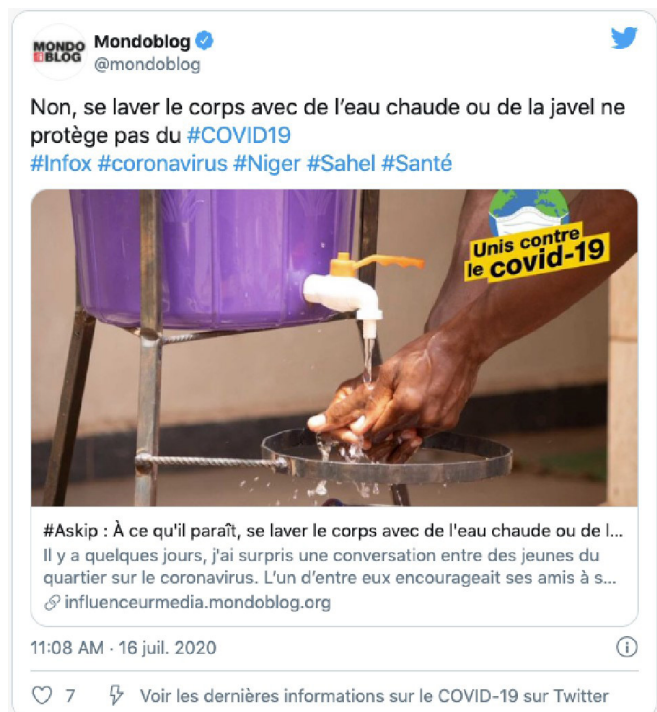 MONDO
BLOG
Mondoblog
@mondoblog
Non, se laver le corps avec de l’eau chaude ou de la javel ne
protège pas du #COVID19
#Infox #coronavirus #Niger #Sahel #Santé
Unis contre
le covid-19
#Askip : À ce qu'il paraît, se laver le corps avec de l'eau chaude ou de l...
Il y a quelques jours, j'ai surpris une conversation entre des jeunes du
quartier sur le coronavirus. L’un d’entre eux encourageait ses amis à s...
influenceurmedia.mondoblog.org
11:08 AM · 16 juil. 2020
7
Voir les dernières informations sur le COVID-19 sur Twitter